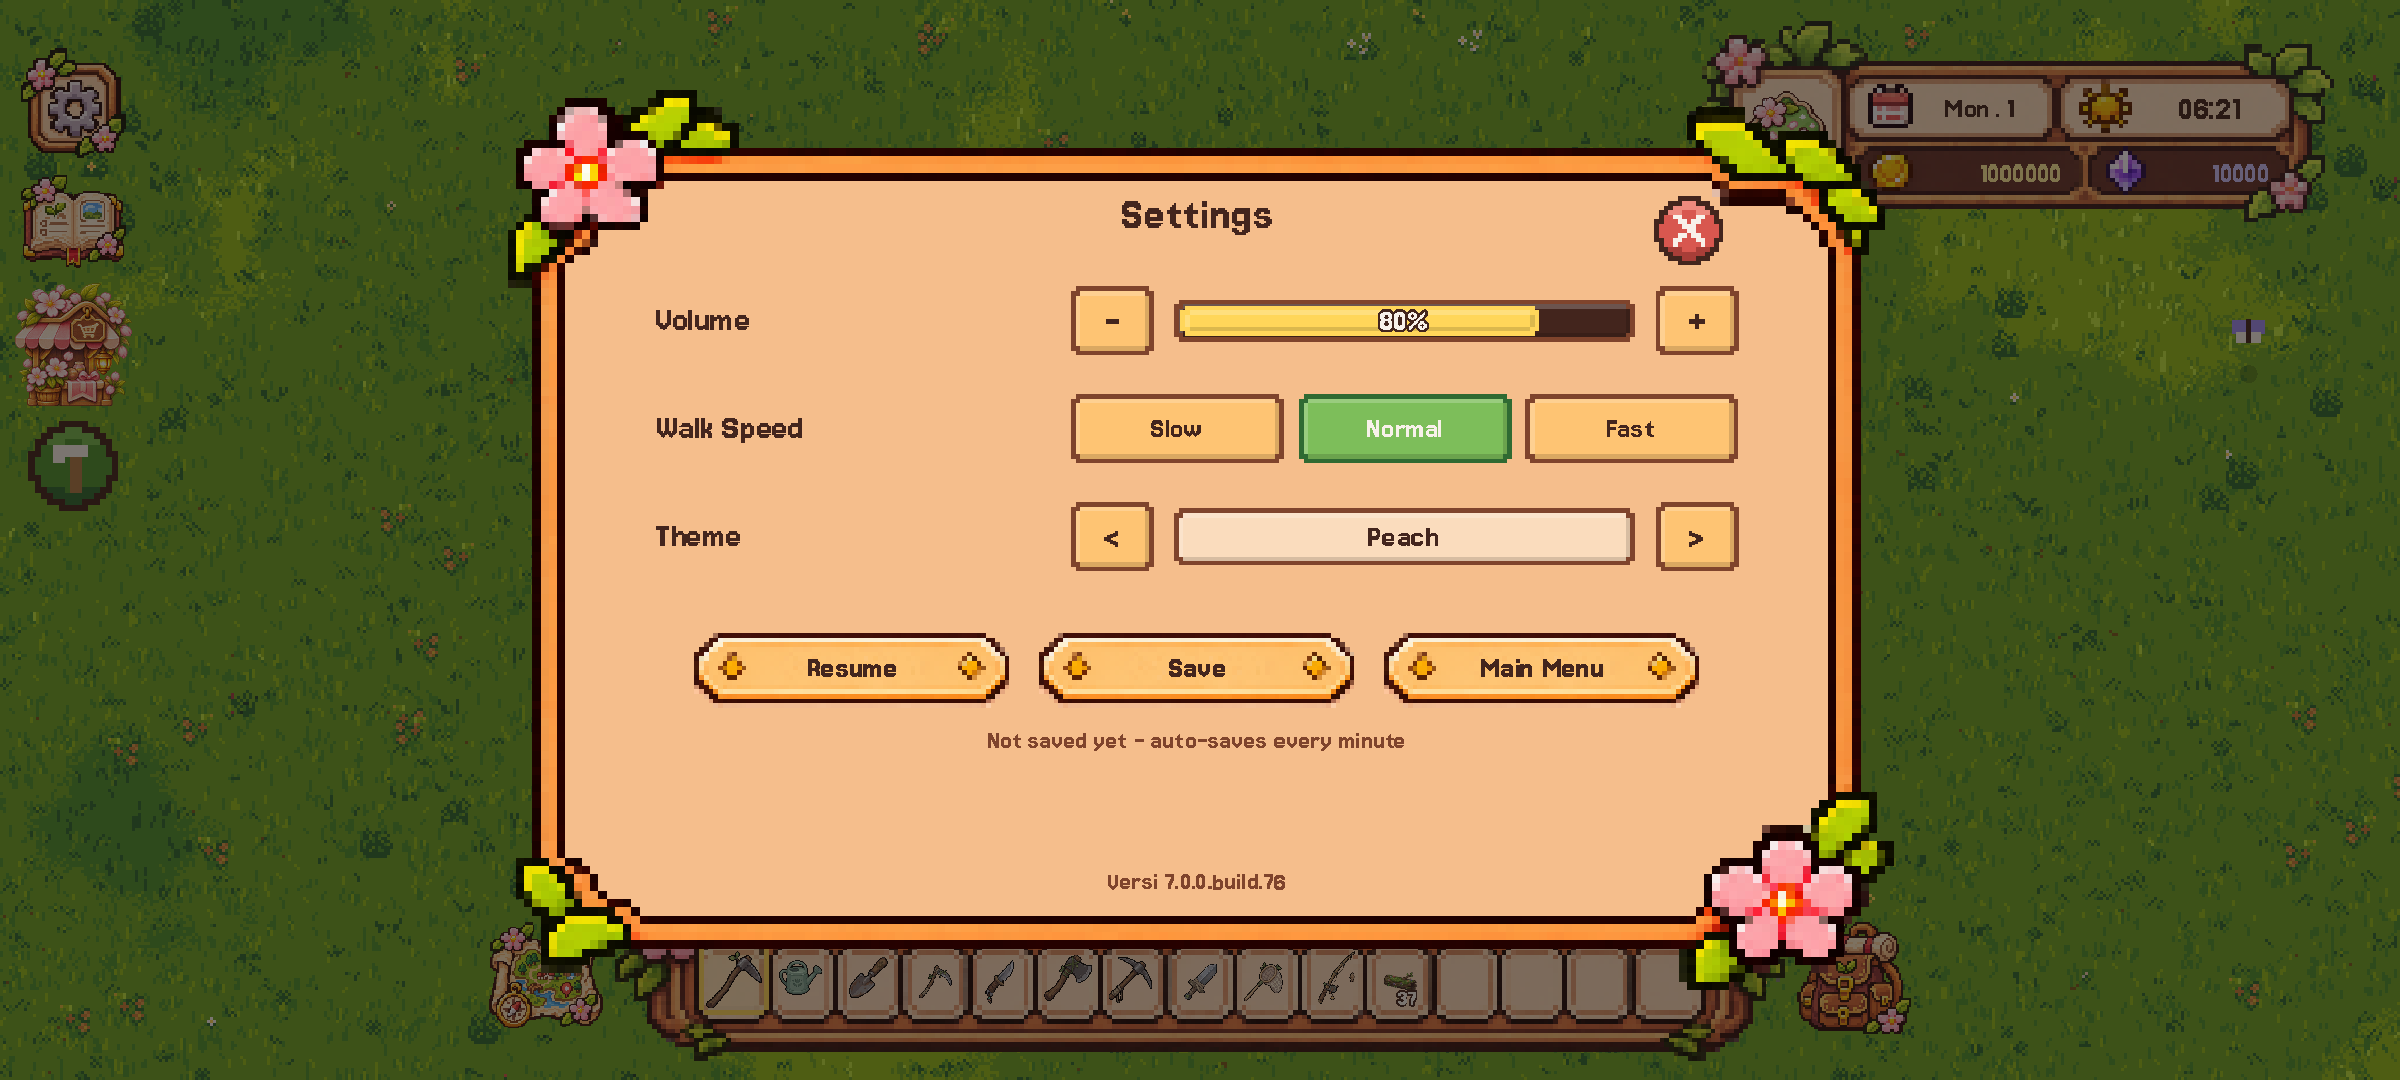 Mon. 1
06:21
1000000
10000
Settings
Volume
-
80%
+
Walk Speed
Slow
Normal
Fast
Theme
<
Peach
>
Resume
Save
Main Menu
Not saved yet - auto-saves every minute
Versi 7.0.0.build.76
37